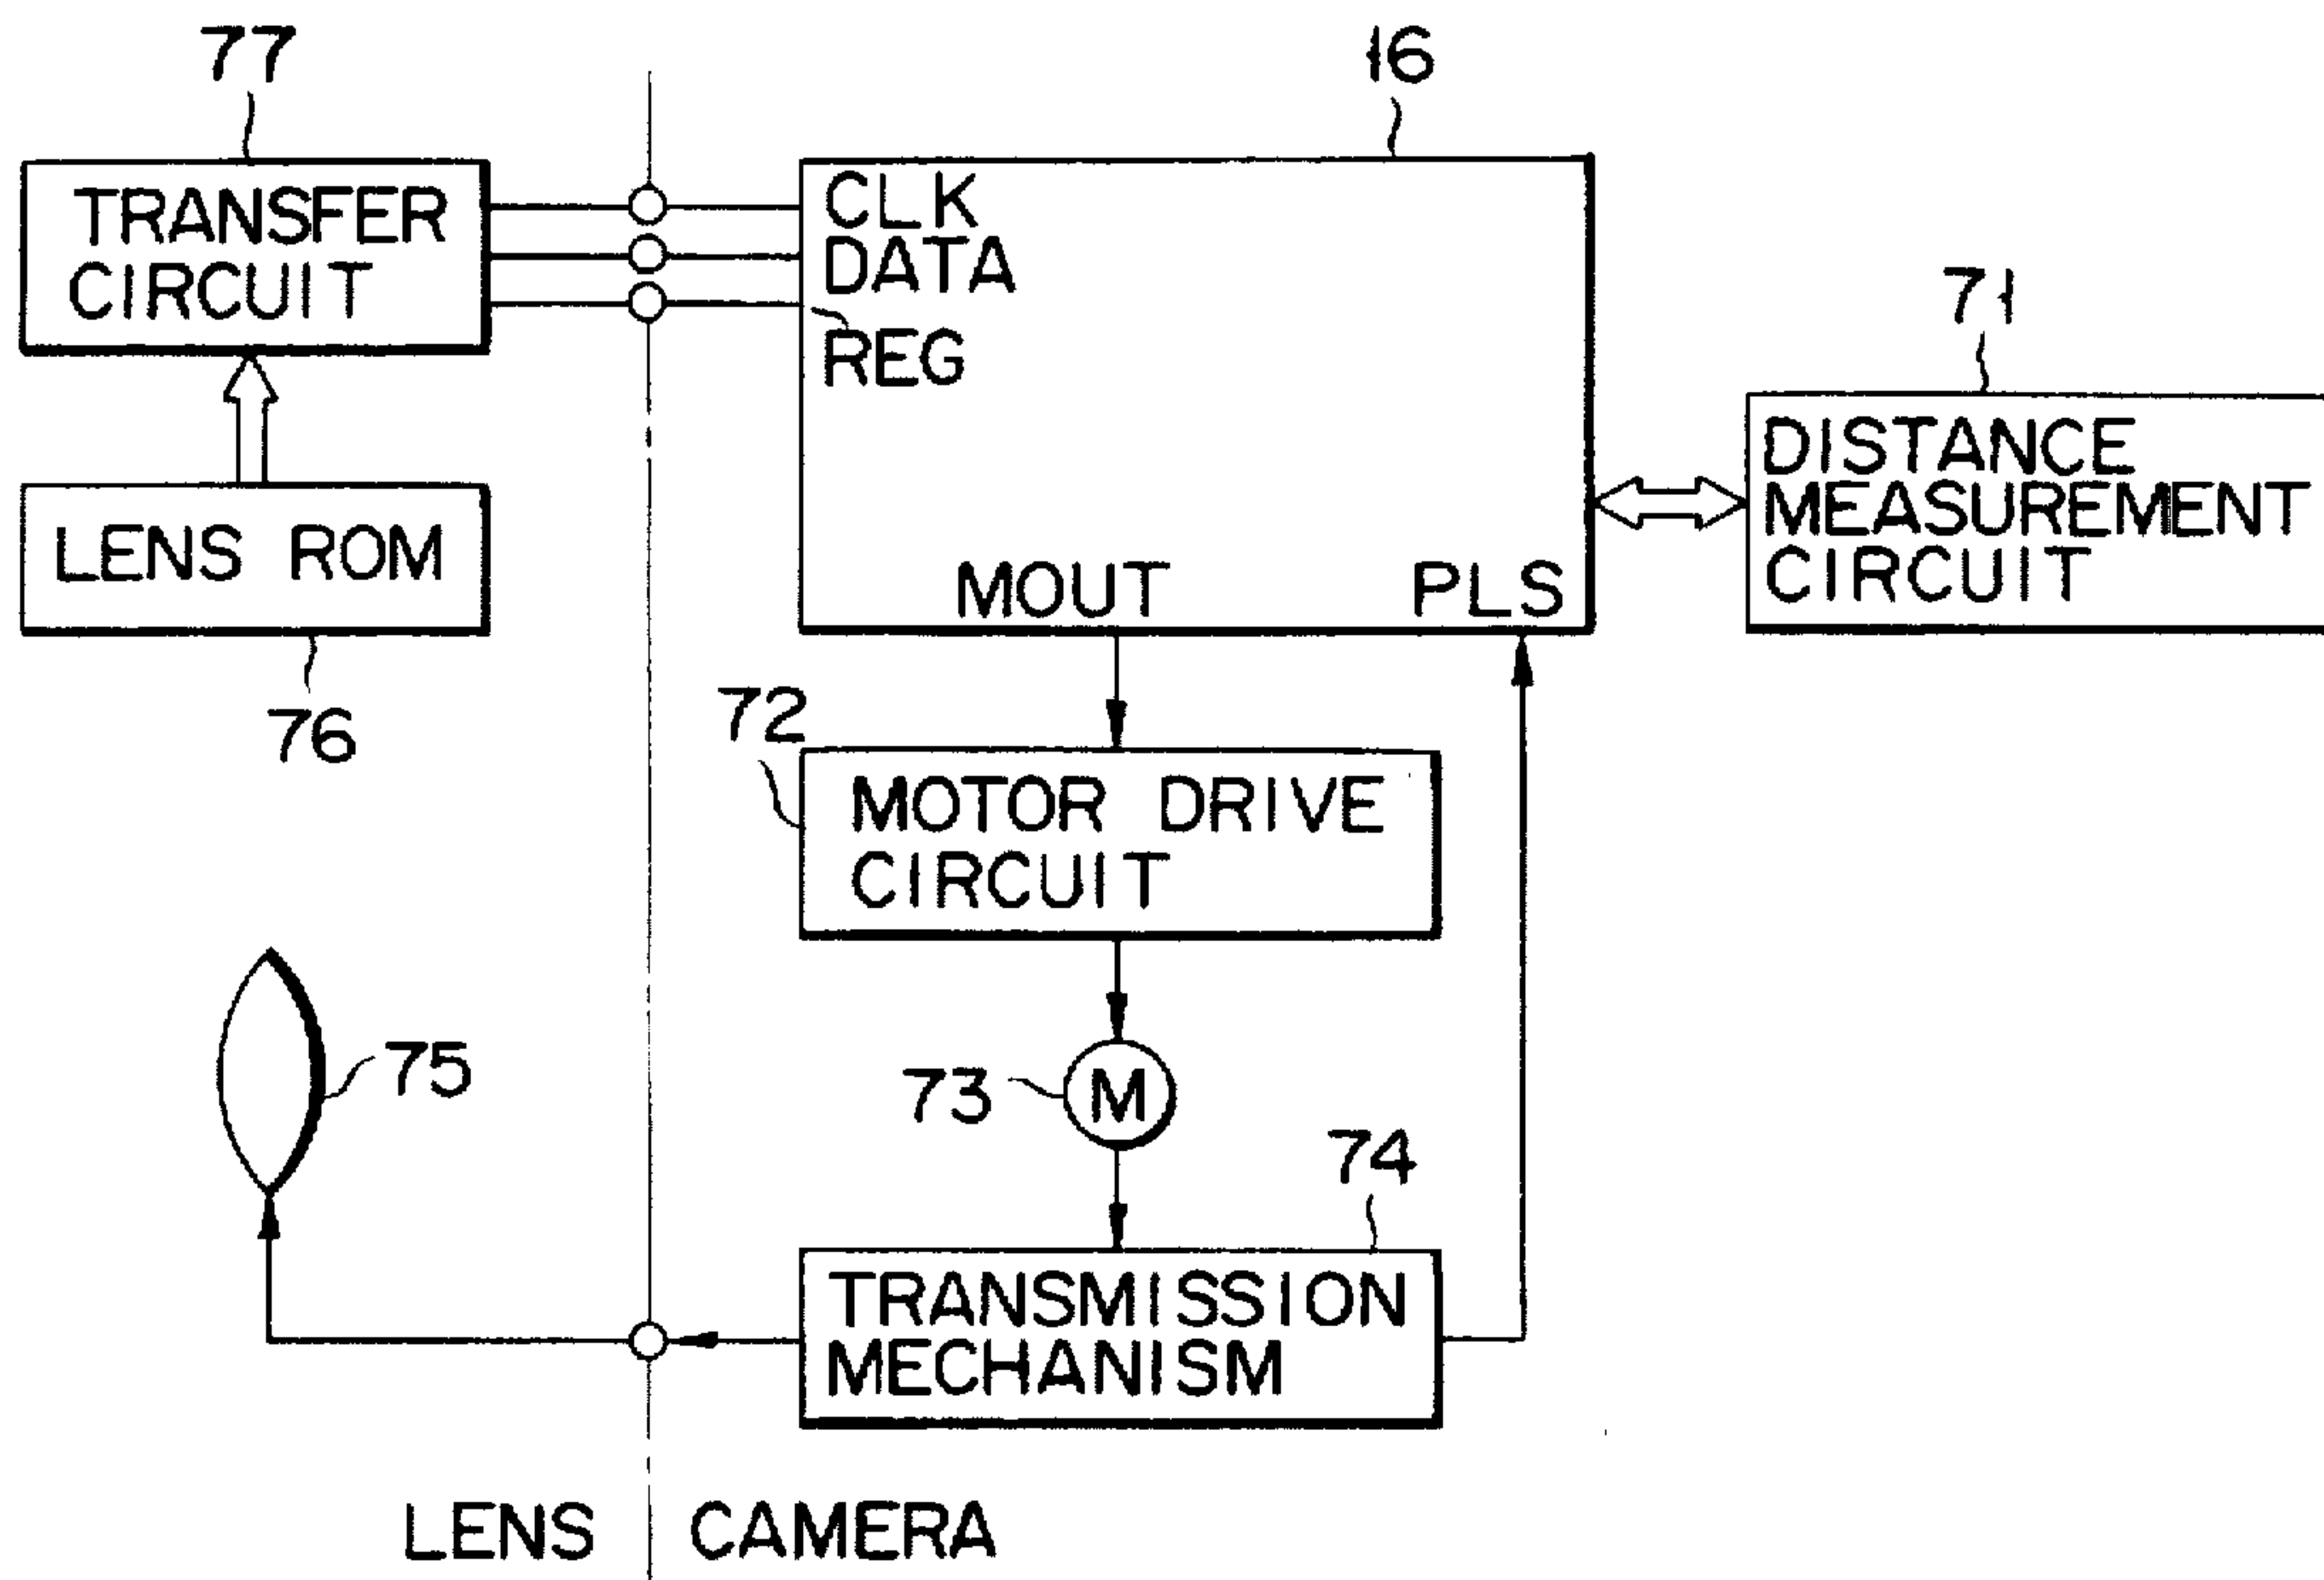 77
16
TRANSFER
CIRCUIT
CLK
DATA
REG
71
DISTANCE
MEASUREMENT
CIRCUIT
LENS ROM
MOUT
PLS
76
72
MOTOR DRIVE
CIRCUIT
75
73
M
74
TRANSMISSION
MECHANISM
LENS
CAMERA